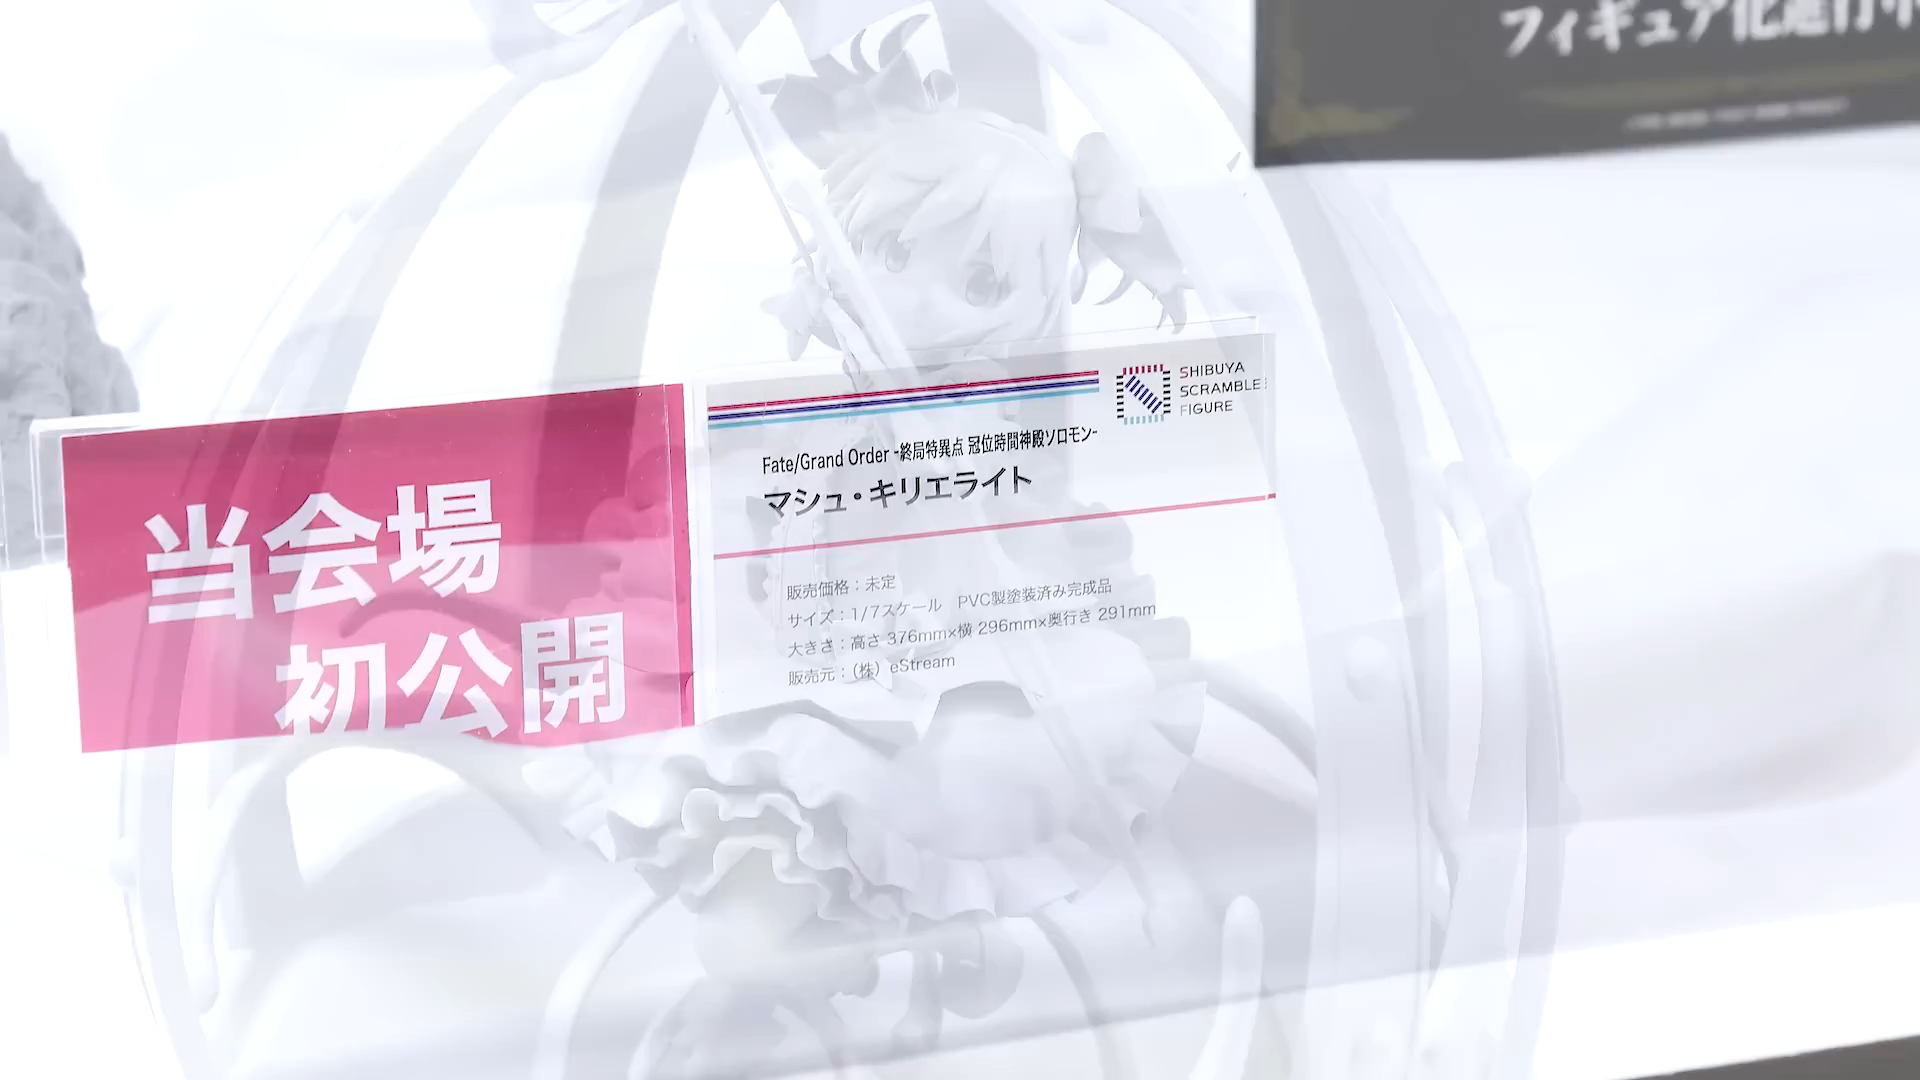 フィギュア化進行中
当会場
初公開
SHIBUYA
SCRAMBLE
FIGURE
Fate/Grand Order -終局特異点 冠位時間神殿ソロモン-
マシュ・キリエライト
販売価格：未定
サイズ：1/7スケール　PVC製塗装済み完成品
大きさ：高さ 376mm×横 296mm×奥行き 291mm
販売元：（株）eStream